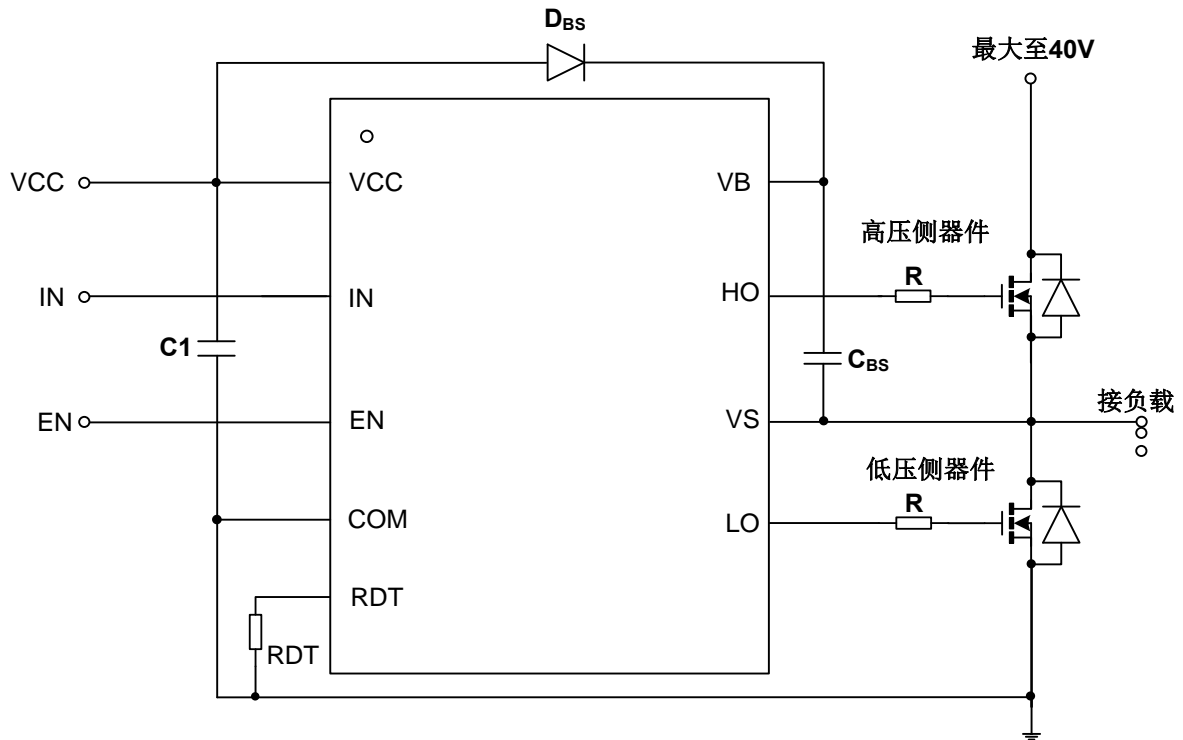 DBS
最大至40V
VCC
VCC
VB
高压侧器件
IN
IN
HO
R
C1
CBS
EN
EN
VS
接负载
低压侧器件
COM
LO
R
RDT
RDT